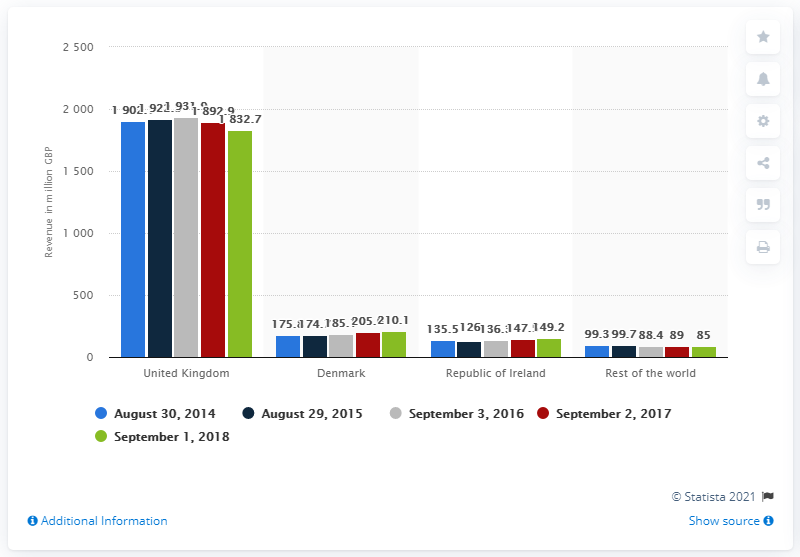 2 500
2 000
1 500
1 000
500
0
Revenue in million GBP
1 931.9
1 892.9
1 832.7
210.1
135.5
126
149.2
99.3 99.7 88.4 89 85
United Kingdom Denmark Republic of Ireland Rest of the world
August 30, 2014 August 29, 2015 September 3, 2016 September 2, 2017
September 1, 2018
© Statista 2021
Additional Information Show source